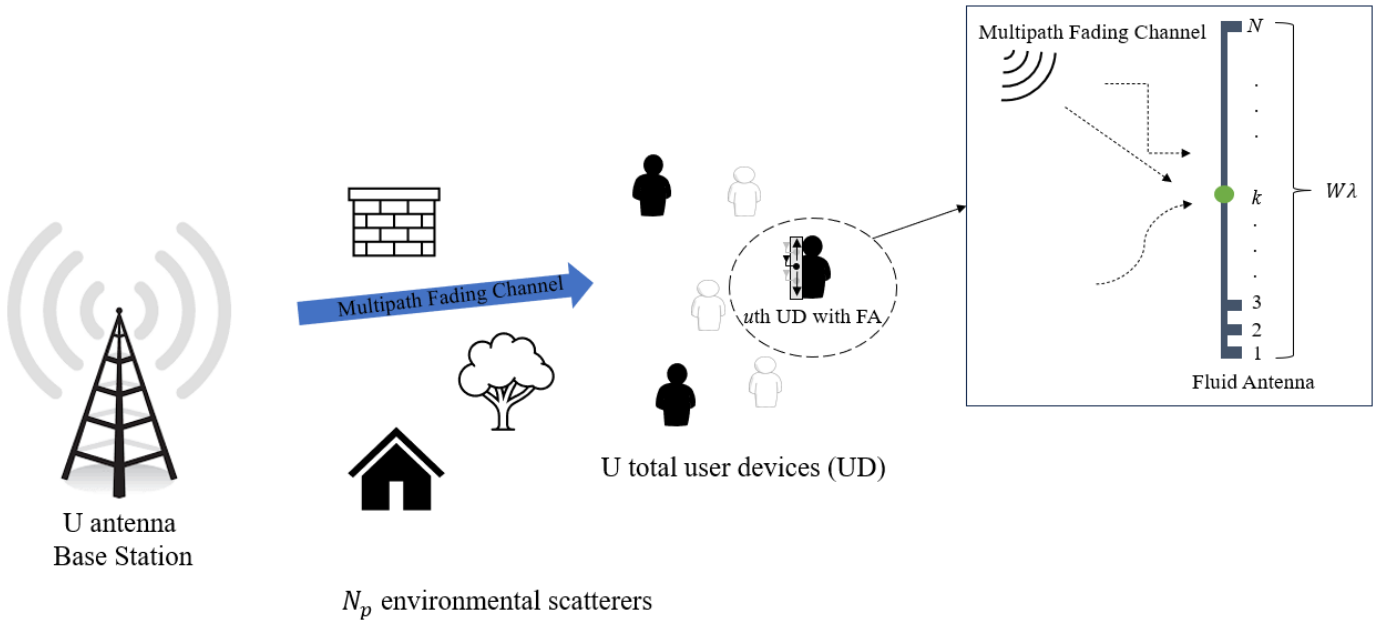 U antenna
Base Station
Multipath Fading Channel
N_p environmental scatterers
uth UD with FA
U total user devices (UD)
Multipath Fading Channel
N
.
.
.
k
.
.
.
3
2
1
Wλ
Fluid Antenna